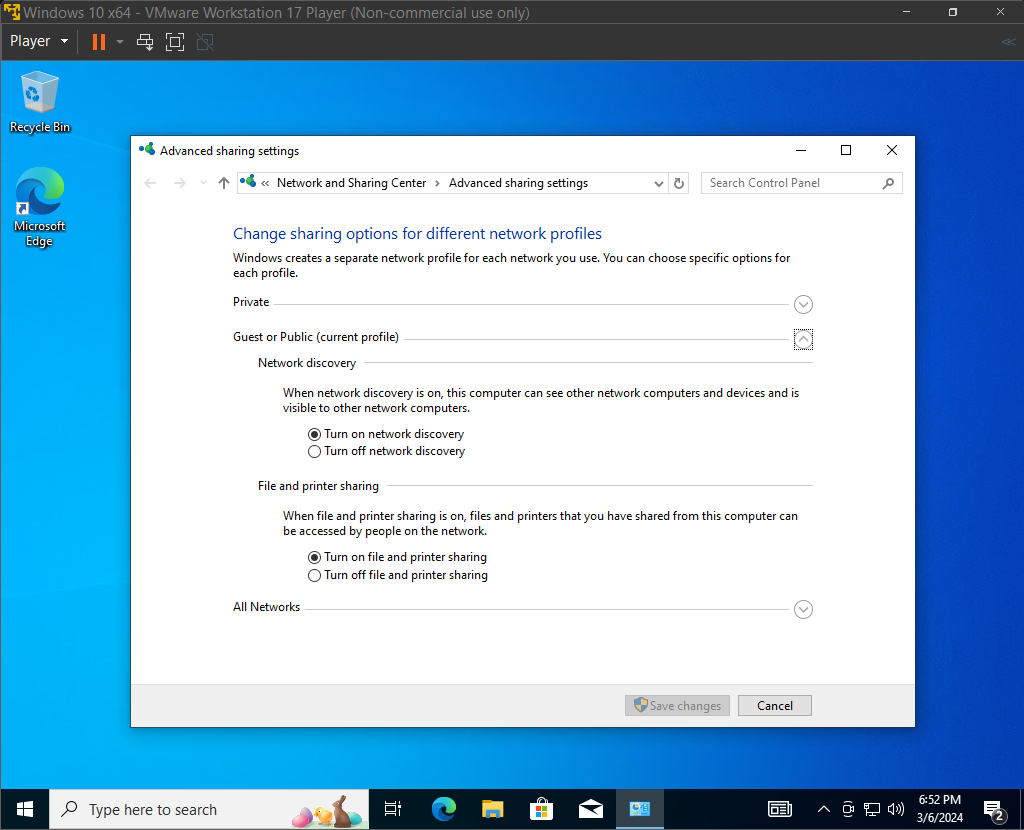 Windows 10 x64 - VMware Workstation 17 Player (Non-commercial use only)
Player
Recycle Bin
Microsoft
Edge
Advanced sharing settings
« Network and Sharing Center › Advanced sharing settings
Search Control Panel
Change sharing options for different network profiles
Windows creates a separate network profile for each network you use. You can choose specific options for
each profile.
Private
Guest or Public (current profile)
Network discovery
When network discovery is on, this computer can see other network computers and devices and is
visible to other network computers.
Turn on network discovery
Turn off network discovery
File and printer sharing
When file and printer sharing is on, files and printers that you have shared from this computer can
be accessed by people on the network.
Turn on file and printer sharing
Turn off file and printer sharing
All Networks
Save changes
Cancel
Type here to search
6:52 PM
3/6/2024
2